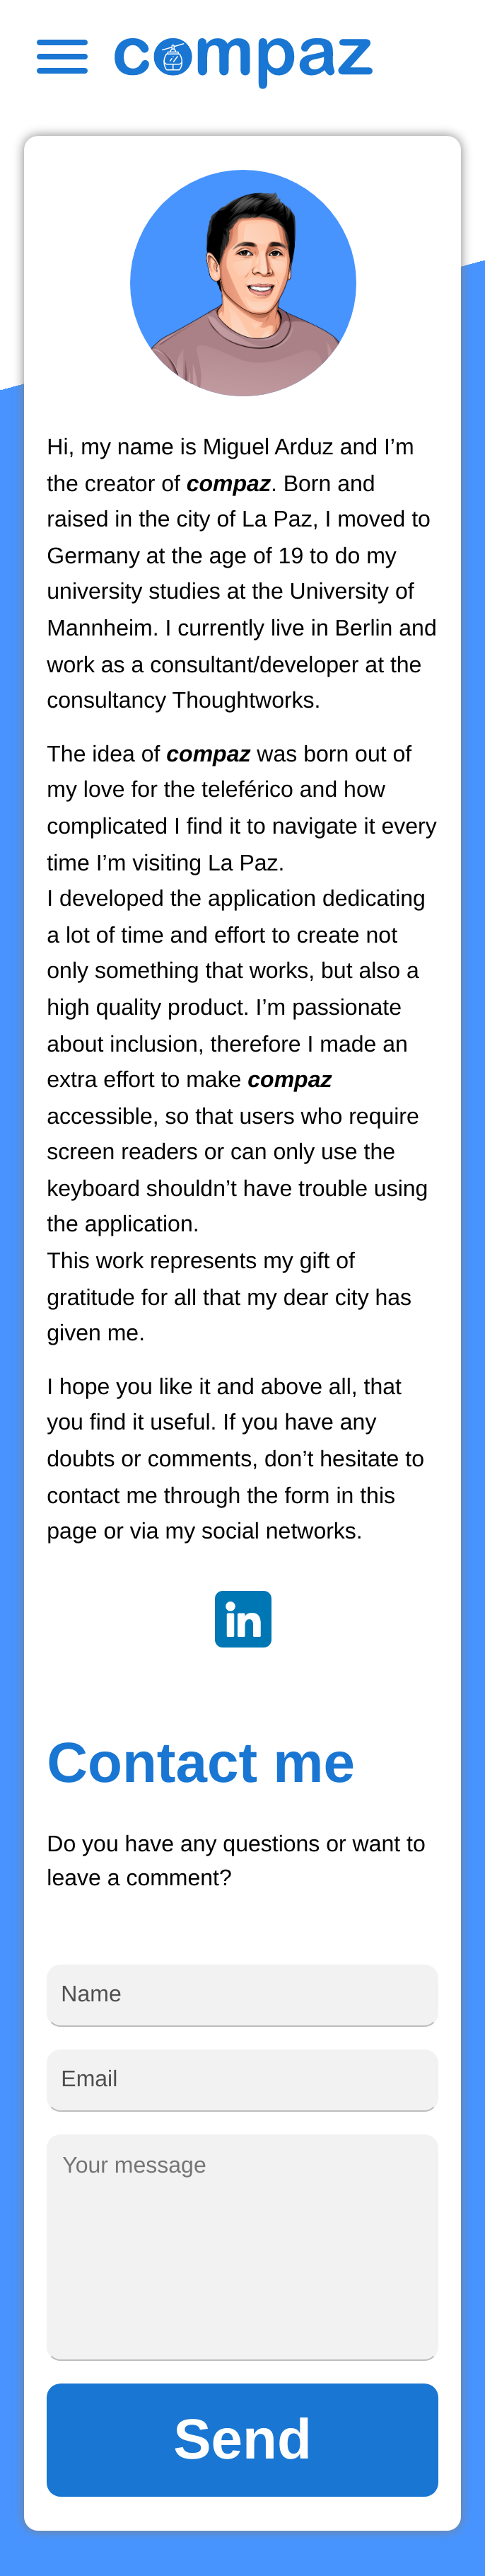 compaz
Hi, my name is Miguel Arduz and I’m
the creator of compaz. Born and
raised in the city of La Paz, I moved to
Germany at the age of 19 to do my
university studies at the University of
Mannheim. I currently live in Berlin and
work as a consultant/developer at the
consultancy Thoughtworks.
The idea of compaz was born out of
my love for the teleférico and how
complicated I find it to navigate it every
time I’m visiting La Paz.
I developed the application dedicating
a lot of time and effort to create not
only something that works, but also a
high quality product. I’m passionate
about inclusion, therefore I made an
extra effort to make compaz
accessible, so that users who require
screen readers or can only use the
keyboard shouldn’t have trouble using
the application.
This work represents my gift of
gratitude for all that my dear city has
given me.
I hope you like it and above all, that
you find it useful. If you have any
doubts or comments, don’t hesitate to
contact me through the form in this
page or via my social networks.
in
Contact me
Do you have any questions or want to
leave a comment?
Name
Email
Your message
Send